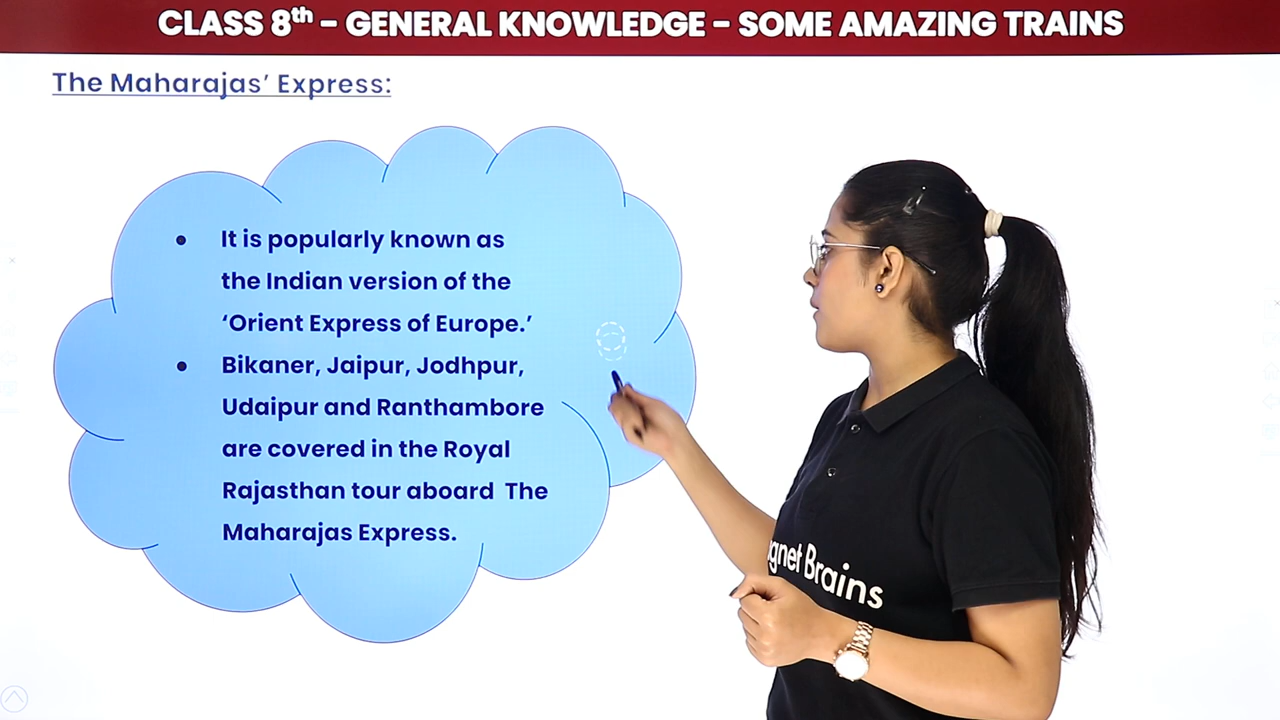 CLASS 8th – GENERAL KNOWLEDGE – SOME AMAZING TRAINS
The Maharajas’ Express:
• It is popularly known as
the Indian version of the
‘Orient Express of Europe.’
• Bikaner, Jaipur, Jodhpur,
Udaipur and Ranthambore
are covered in the Royal
Rajasthan tour aboard The
Maharajas Express.
gnet Brains